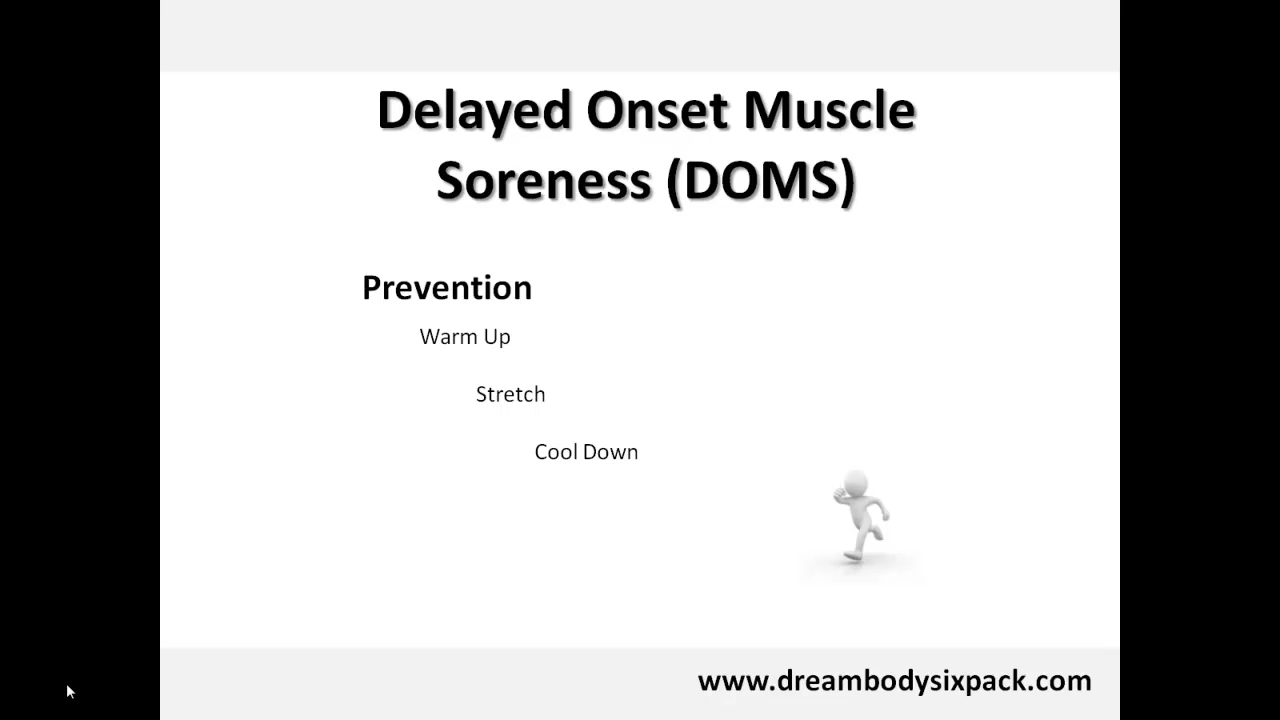 Delayed Onset Muscle
Soreness (DOMS)
Prevention
Warm Up
Stretch
Cool Down
www.dreambodysixpack.com